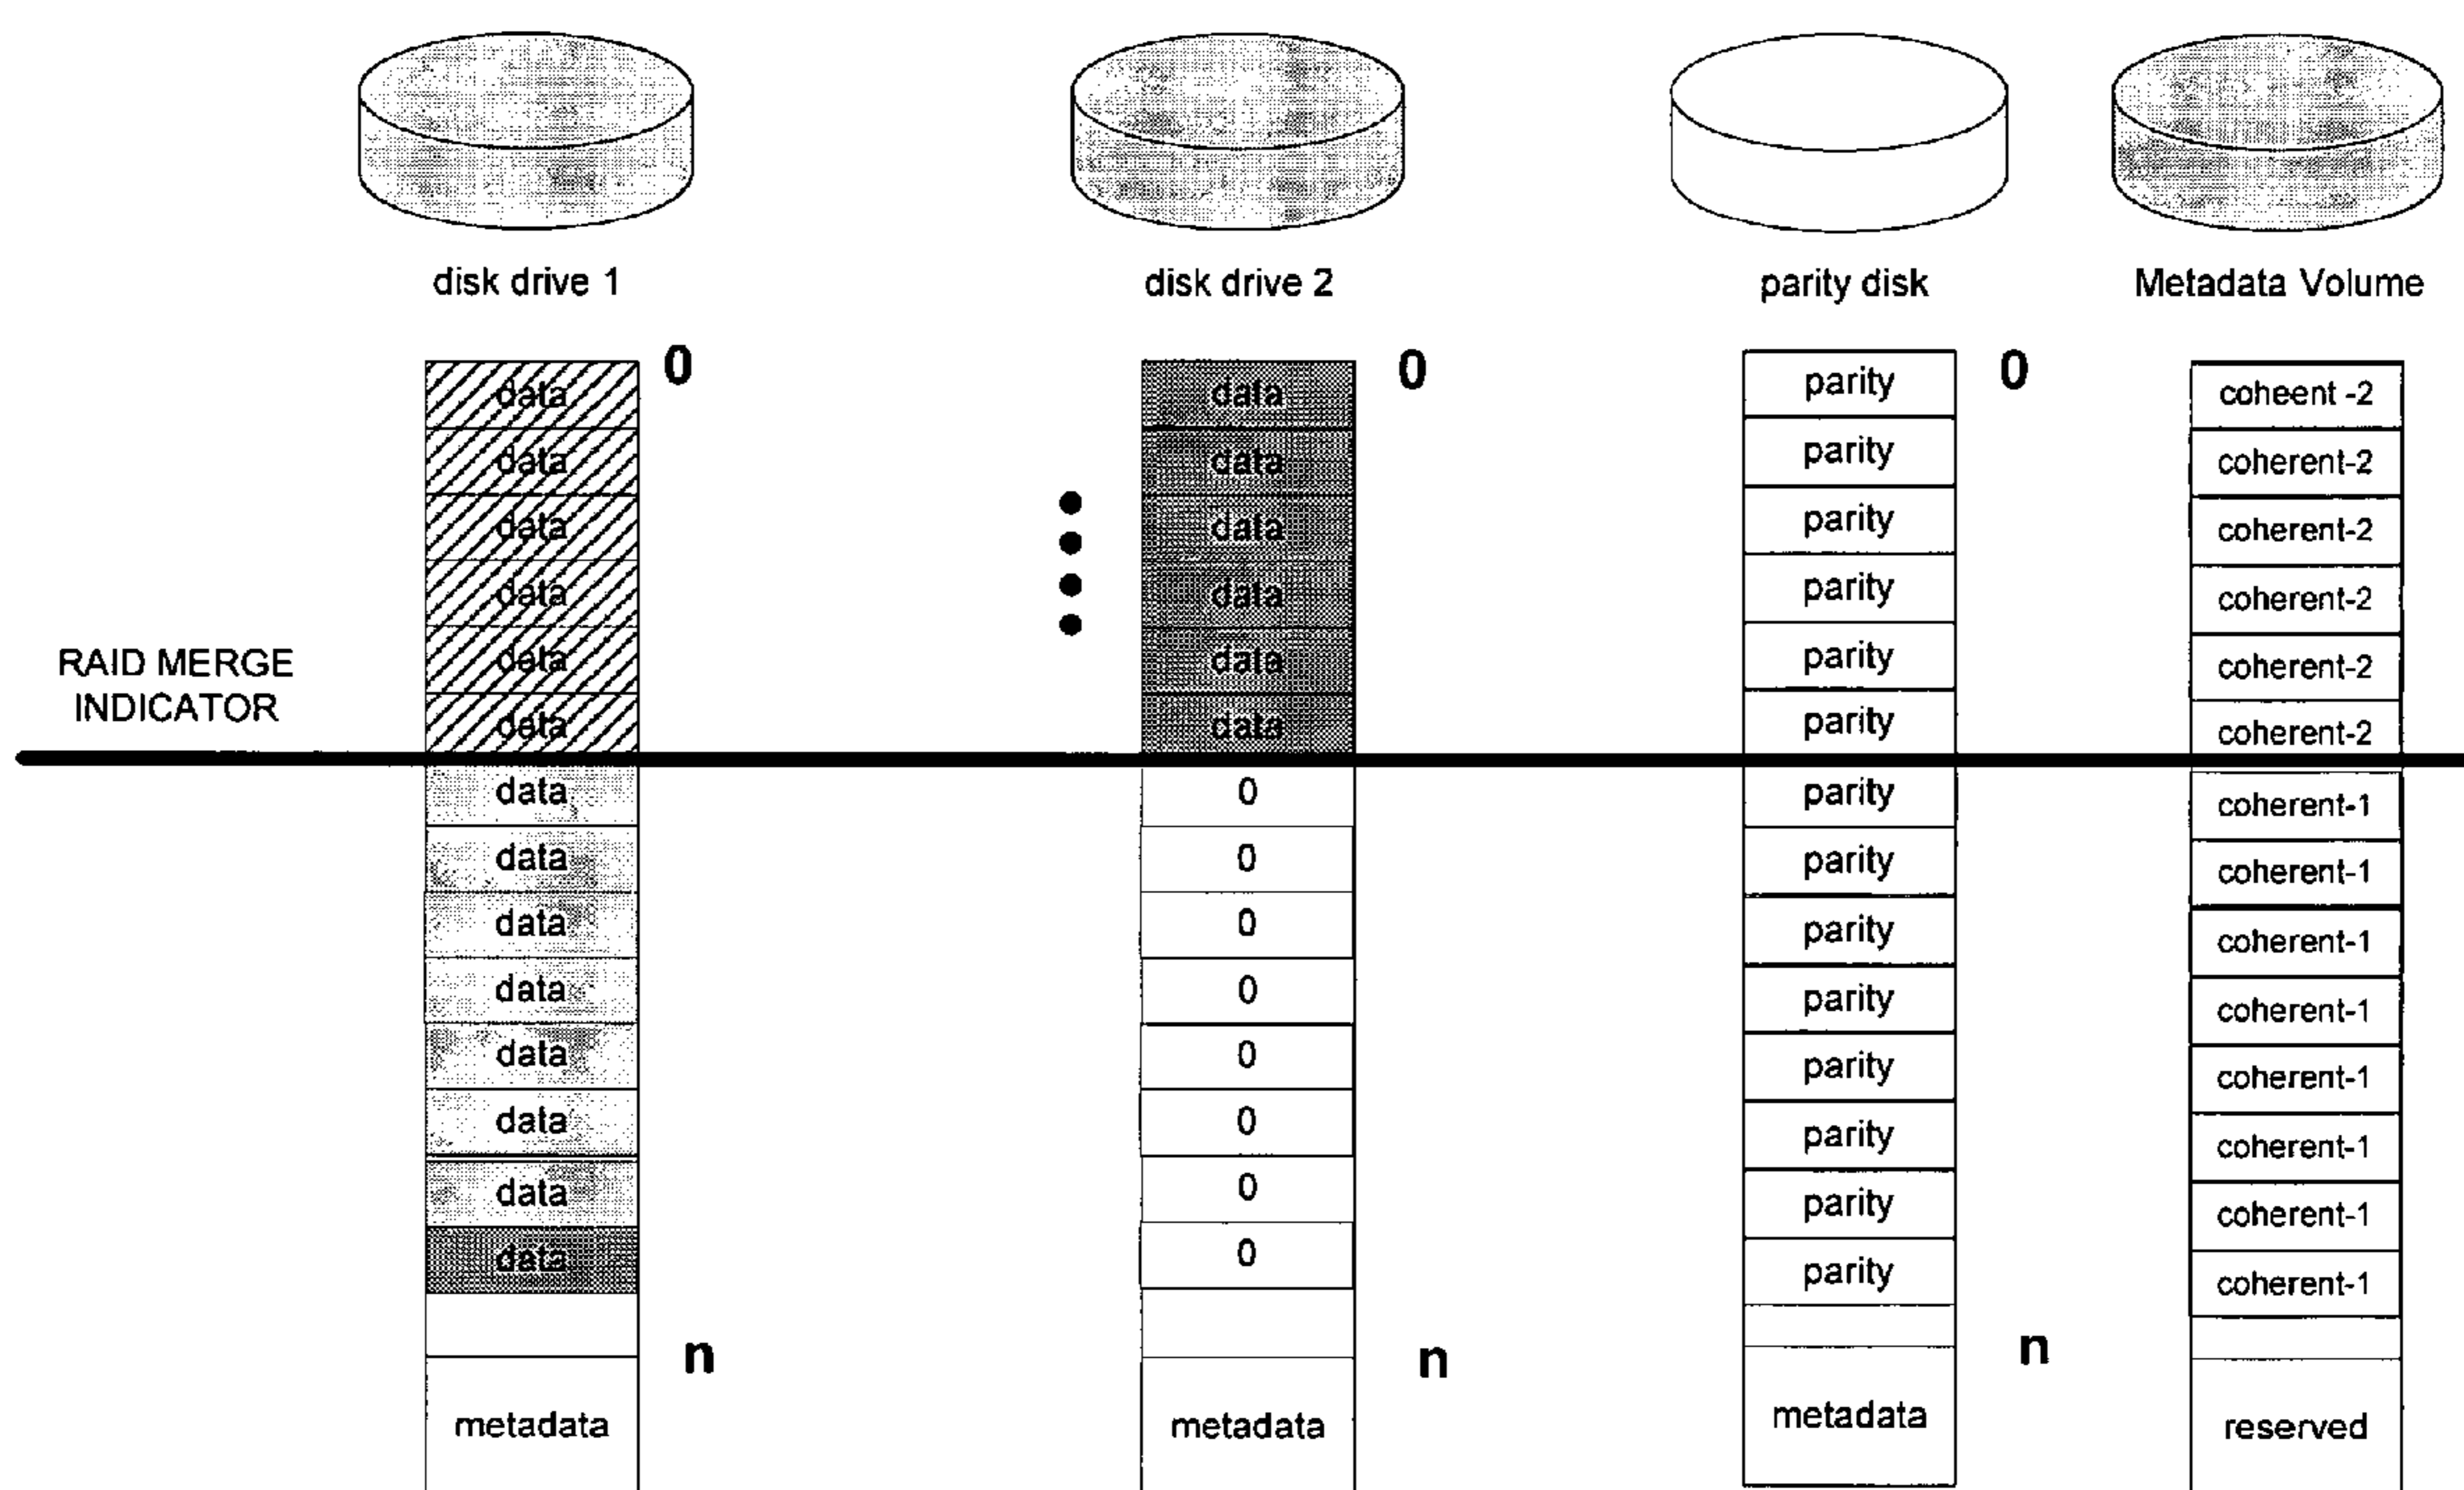 disk drive 1
disk drive 2
parity disk
Metadata Volume
0
0
0
data
data
parity
coheent -2
data
data
parity
coherent-2
data
data
parity
coherent-2
data
data
parity
coherent-2
RAID MERGE
INDICATOR
data
data
parity
coherent-2
data
data
parity
coherent-2
data
0
parity
coherent-1
data
0
parity
coherent-1
data
0
parity
coherent-1
data
0
parity
coherent-1
data
0
parity
coherent-1
data
0
parity
coherent-1
data
0
parity
coherent-1
data
0
parity
coherent-1
n
n
n
metadata
metadata
metadata
reserved